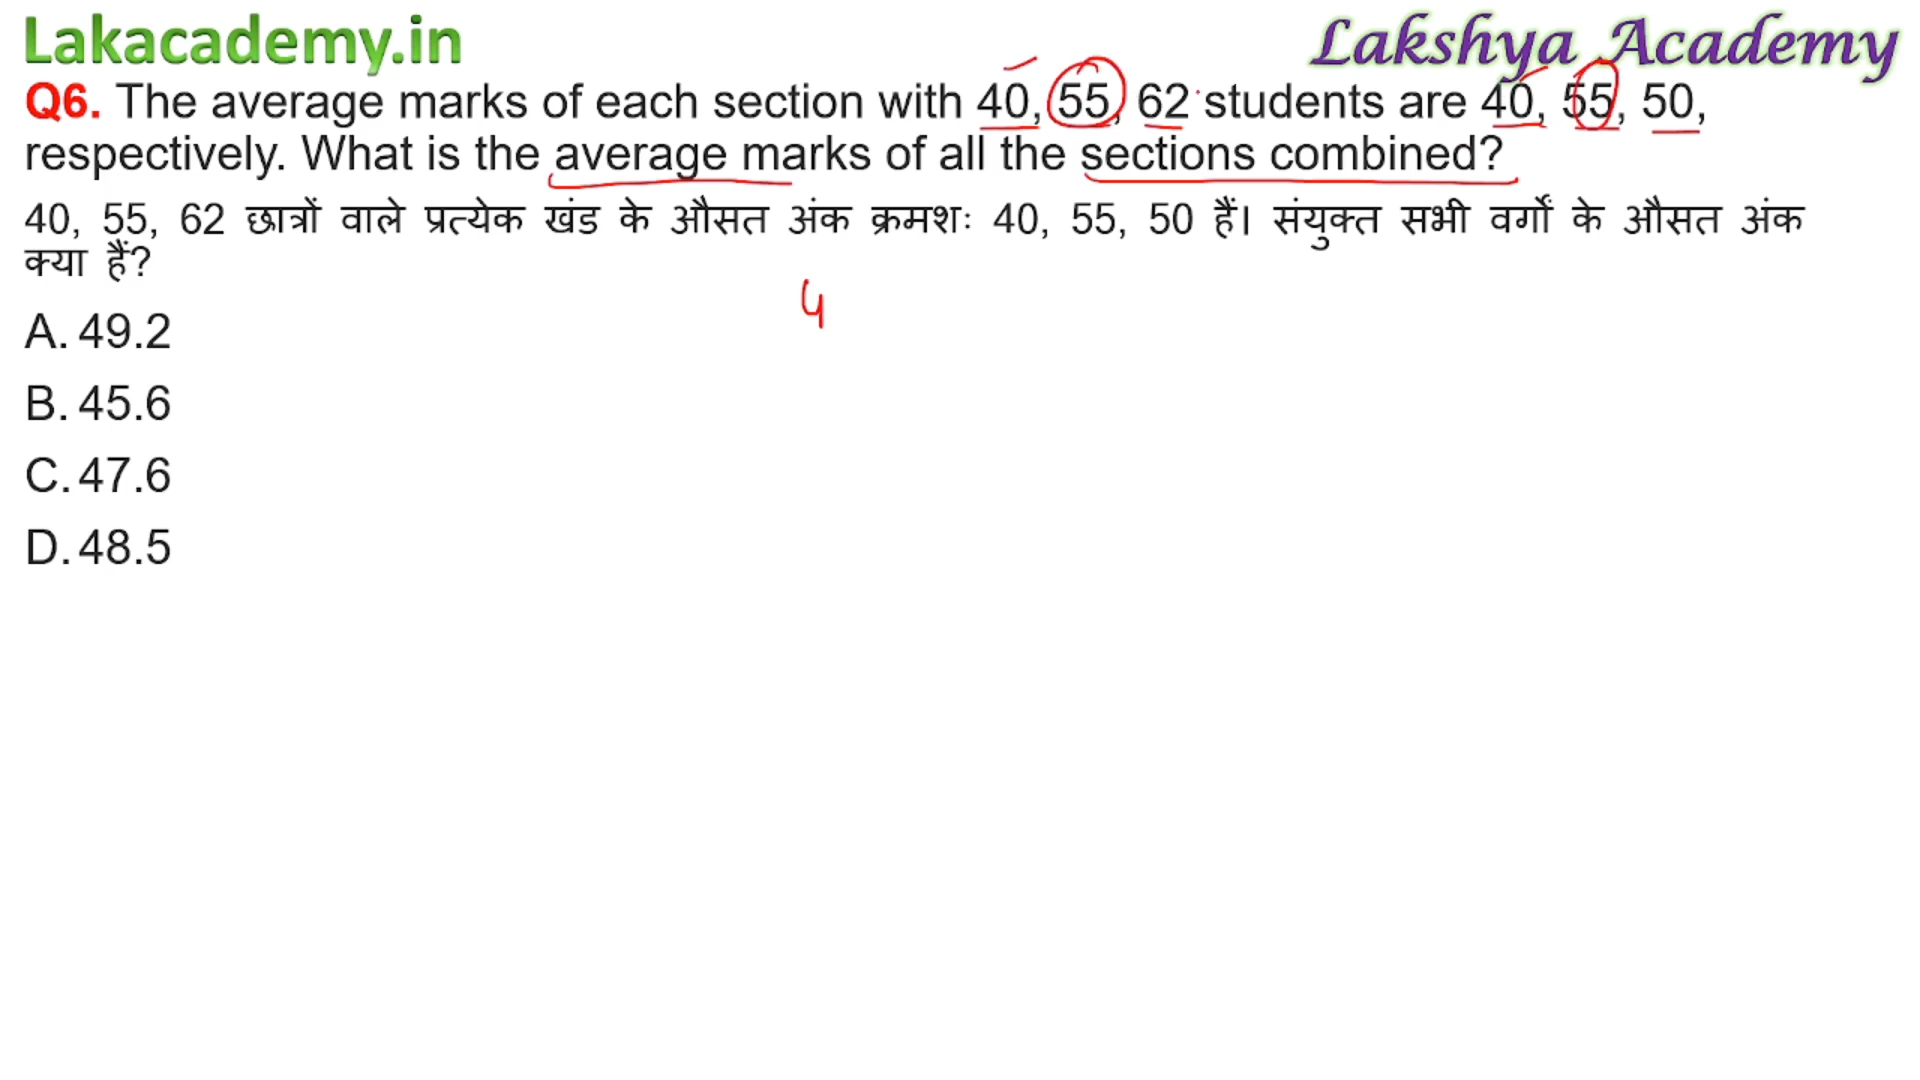 Lakacademy.in
Lakshya Academy
Q6. The average marks of each section with 40, 55, 62 students are 40, 55, 50,
respectively. What is the average marks of all the sections combined?
40, 55, 62 छात्रों वाले प्रत्येक खंड के औसत अंक क्रमशः 40, 55, 50 हैं। संयुक्त सभी वर्गों के औसत अंक
क्या हैं?
4
A. 49.2
B. 45.6
C. 47.6
D. 48.5